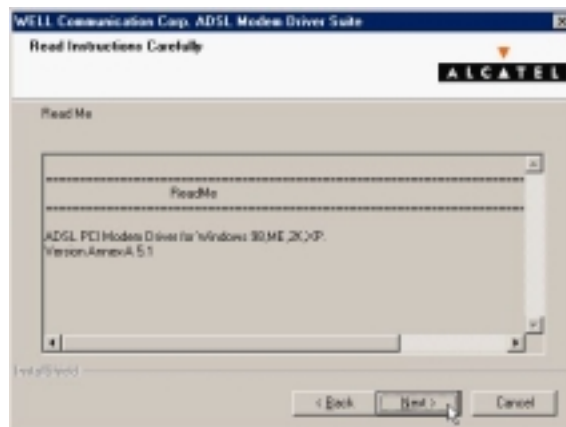 WELL Communication Corp. ADSL Modem Driver Suite
Read Instructions Carefully
ALCATEL
Read Me
ReadMe
ADSL PCI Modem Driver for Windows 98,ME,2K,XP.
Version:AnnexA 5.1
InstallShield
< Back
Next >
Cancel